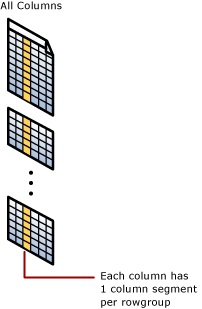 All Columns
Each column has
1 column segment
per rowgroup